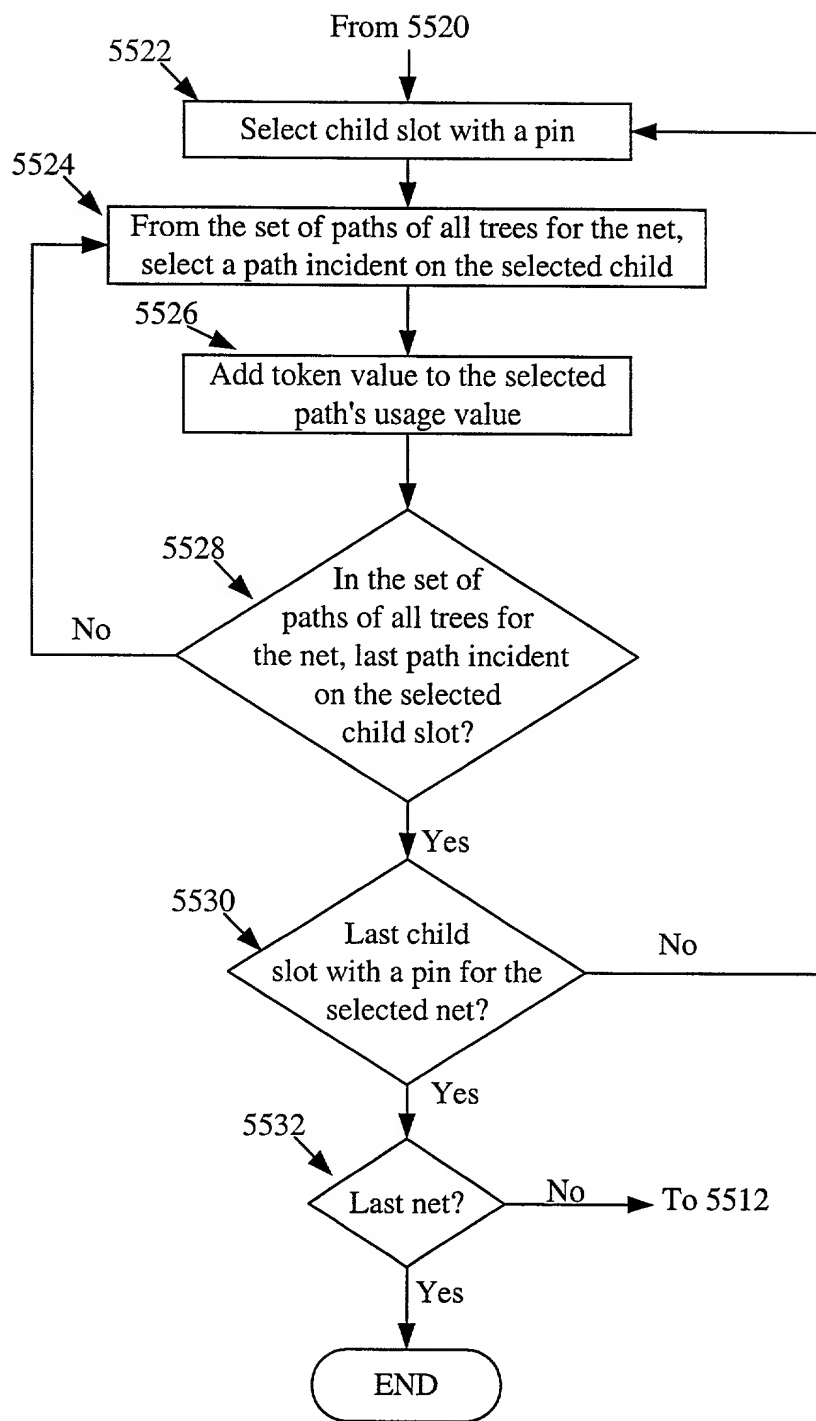 From 5520
5522
Select child slot with a pin
5524
From the set of paths of all trees for the net,
select a path incident on the selected child
5526
Add token value to the selected
path's usage value
5528
In the set of
paths of all trees for
the net, last path incident
on the selected
child slot?
No
Yes
5530
Last child
slot with a pin for the
selected net?
No
Yes
5532
Last net?
No
To 5512
Yes
END